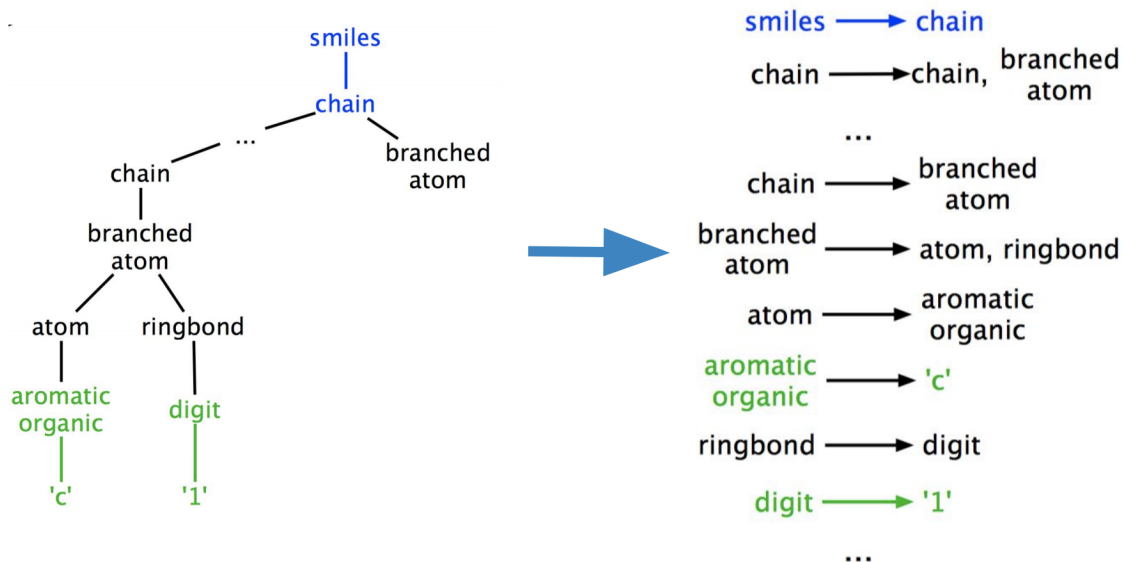 smiles
chain
...
branched
atom
chain
branched
atom
atom ringbond
aromatic
organic
digit
'c' '1'
smiles chain
chain chain, branched
atom
...
chain branched
atom
branched
atom
atom, ringbond
atom aromatic
organic
aromatic
organic
'c'
ringbond digit
digit '1'
...